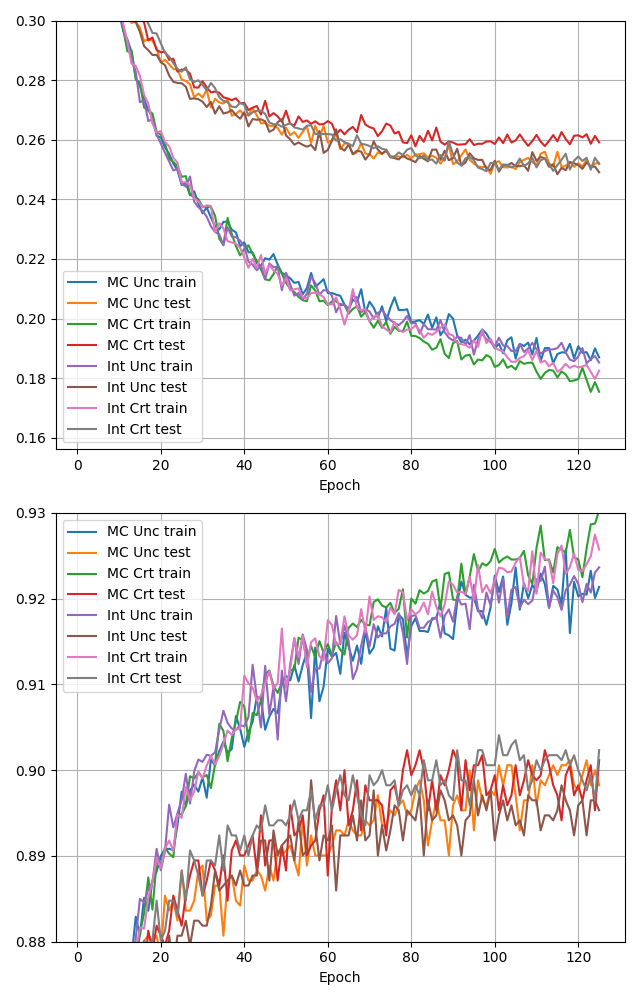 0.30
0.28
0.26
0.24
0.22
0.20
0.18
0.16
MC Unc train
MC Unc test
MC Crt train
MC Crt test
Int Unc train
Int Unc test
Int Crt train
Int Crt test
0 20 40 60 80 100 120
Epoch
0.93
0.92
0.91
0.90
0.89
0.88
MC Unc train
MC Unc test
MC Crt train
MC Crt test
Int Unc train
Int Unc test
Int Crt train
Int Crt test
0 20 40 60 80 100 120
Epoch